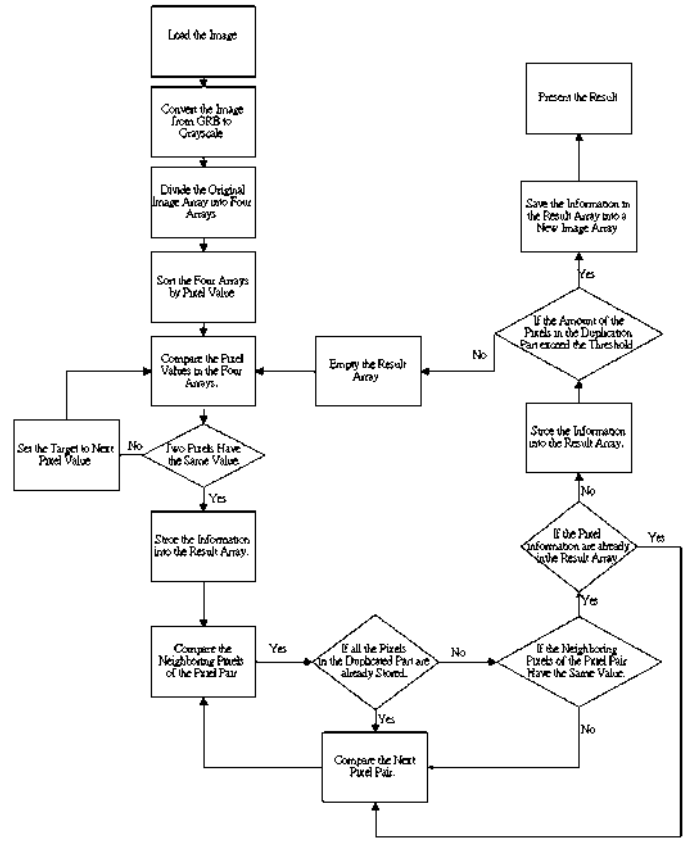 Load the Image
Convert the Image
from GRB to
Grayscale
Divide the Original
Image Array into Four
Arrays
Sort the Four Arrays
by Pixel Value
Compare the Pixel
Values in the Four
Arrays.
Set the Target to Next
Pixel Value
No
Two Pixels Have
the Same Value.
Yes
Stroe the Information
into the Result Array.
Compare the
Neighboring Pixels
of the Pixel Pair
Yes
If all the Pixels
in the Duplicated Part are
already Stored.
No
If the Neighboring
Pixels of the Pixel Pair
Have the Same Value.
Yes
No
Compare the Next
Pixel Pair.
Yes
If the Pixel
information are already
in the Result Array
Yes
No
Stroe the Information
into the Result Array.
If the Amount of the
Pixels in the Duplication
Part exceed the Threshold.
No
Empty the Result
Array
Yes
Save the Information in
the Result Array into a
New Image Array
Present the Result